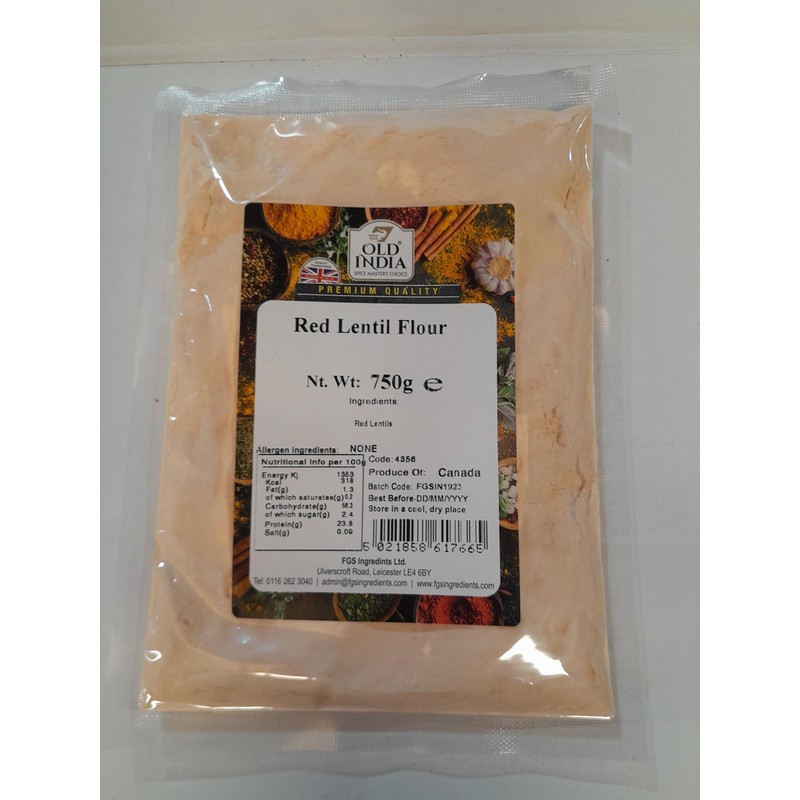 OLD®
INDIA
SPICE MASTER'S CHOICE
PREMIUM QUALITY
Red Lentil Flour
Nt. Wt: 750g ℮
Ingredients:
Red Lentils
Allergen ingredients: NONE
Nutritional Info per 100g
Energy Kj 1353
Kcal 318
Fat(g) 1.3
of which saturates(g) 0.2
Carbohydrate(g) 56.3
of which sugar(g) 2.4
Protein(g) 23.8
Salt(g) 0.09
Code: 4356
Produce Of: Canada
Batch Code: FGSIN1923
Best Before-DD/MM/YYYY
Store in a cool, dry place
5 021858 617665
FGS Ingredints Ltd.
Ulverscroft Road, Leicester LE4 6BY
Tel: 0116 262 3040 | admin@fgsingredients.com | www.fgsingredients.com